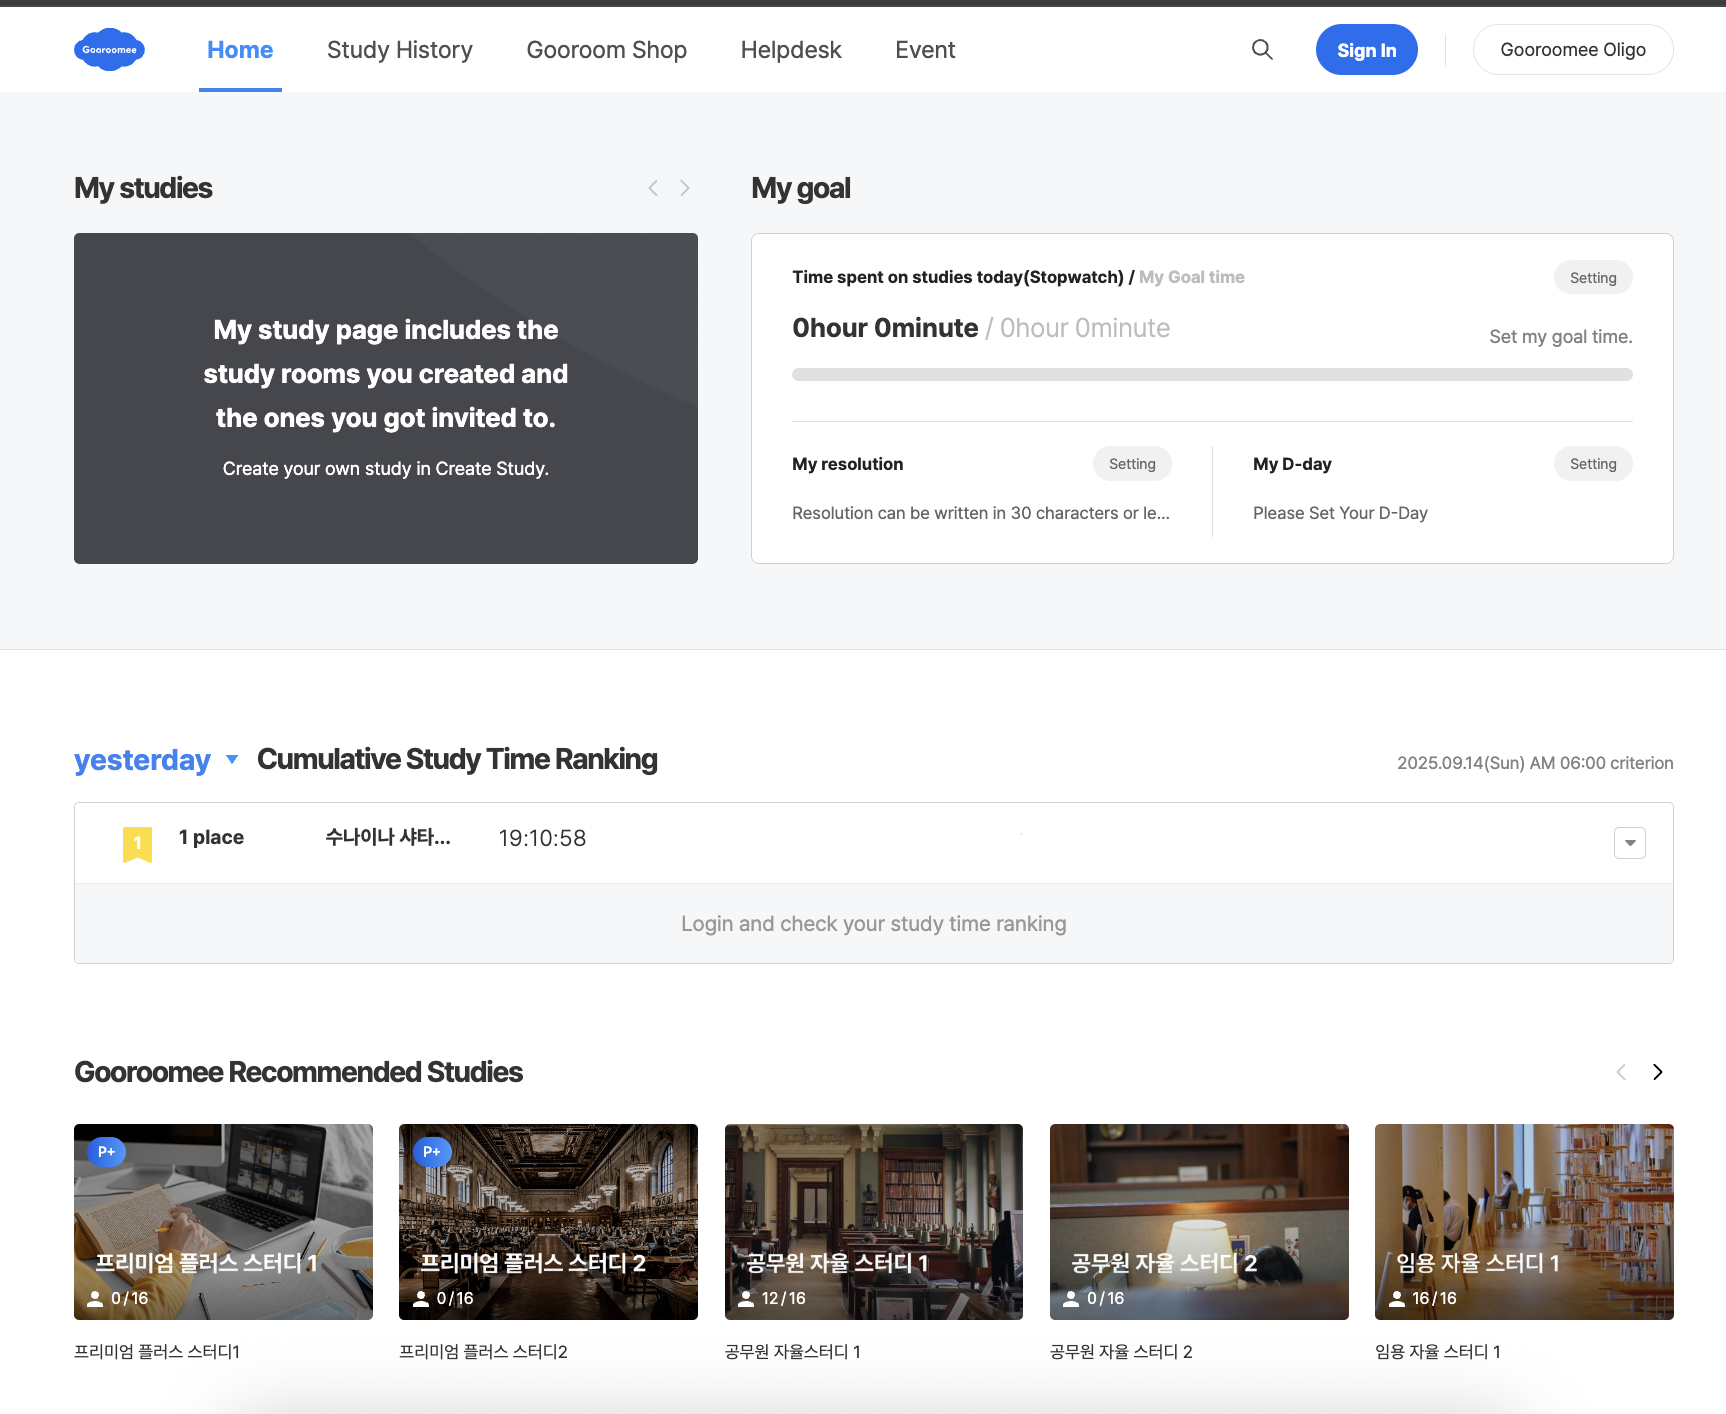 Gooroomee
Home
Study History
Gooroom Shop
Helpdesk
Event
Sign In
Gooroomee Oligo
My studies
My study page includes the
study rooms you created and
the ones you got invited to.
Create your own study in Create Study.
My goal
Time spent on studies today(Stopwatch) / My Goal time
Setting
0hour 0minute / 0hour 0minute
Set my goal time.
My resolution
Setting
Resolution can be written in 30 characters or le...
My D-day
Setting
Please Set Your D-Day
yesterday
Cumulative Study Time Ranking
2025.09.14(Sun) AM 06:00 criterion
1
1 place
수나이나 샤타...
19:10:58
Login and check your study time ranking
Gooroomee Recommended Studies
P+
프리미엄 플러스 스터디 1
0/16
프리미엄 플러스 스터디1
P+
프리미엄 플러스 스터디 2
0/16
프리미엄 플러스 스터디2
공무원 자율 스터디 1
12/16
공무원 자율스터디 1
공무원 자율 스터디 2
0/16
공무원 자율 스터디 2
임용 자율 스터디 1
16/16
임용 자율 스터디 1